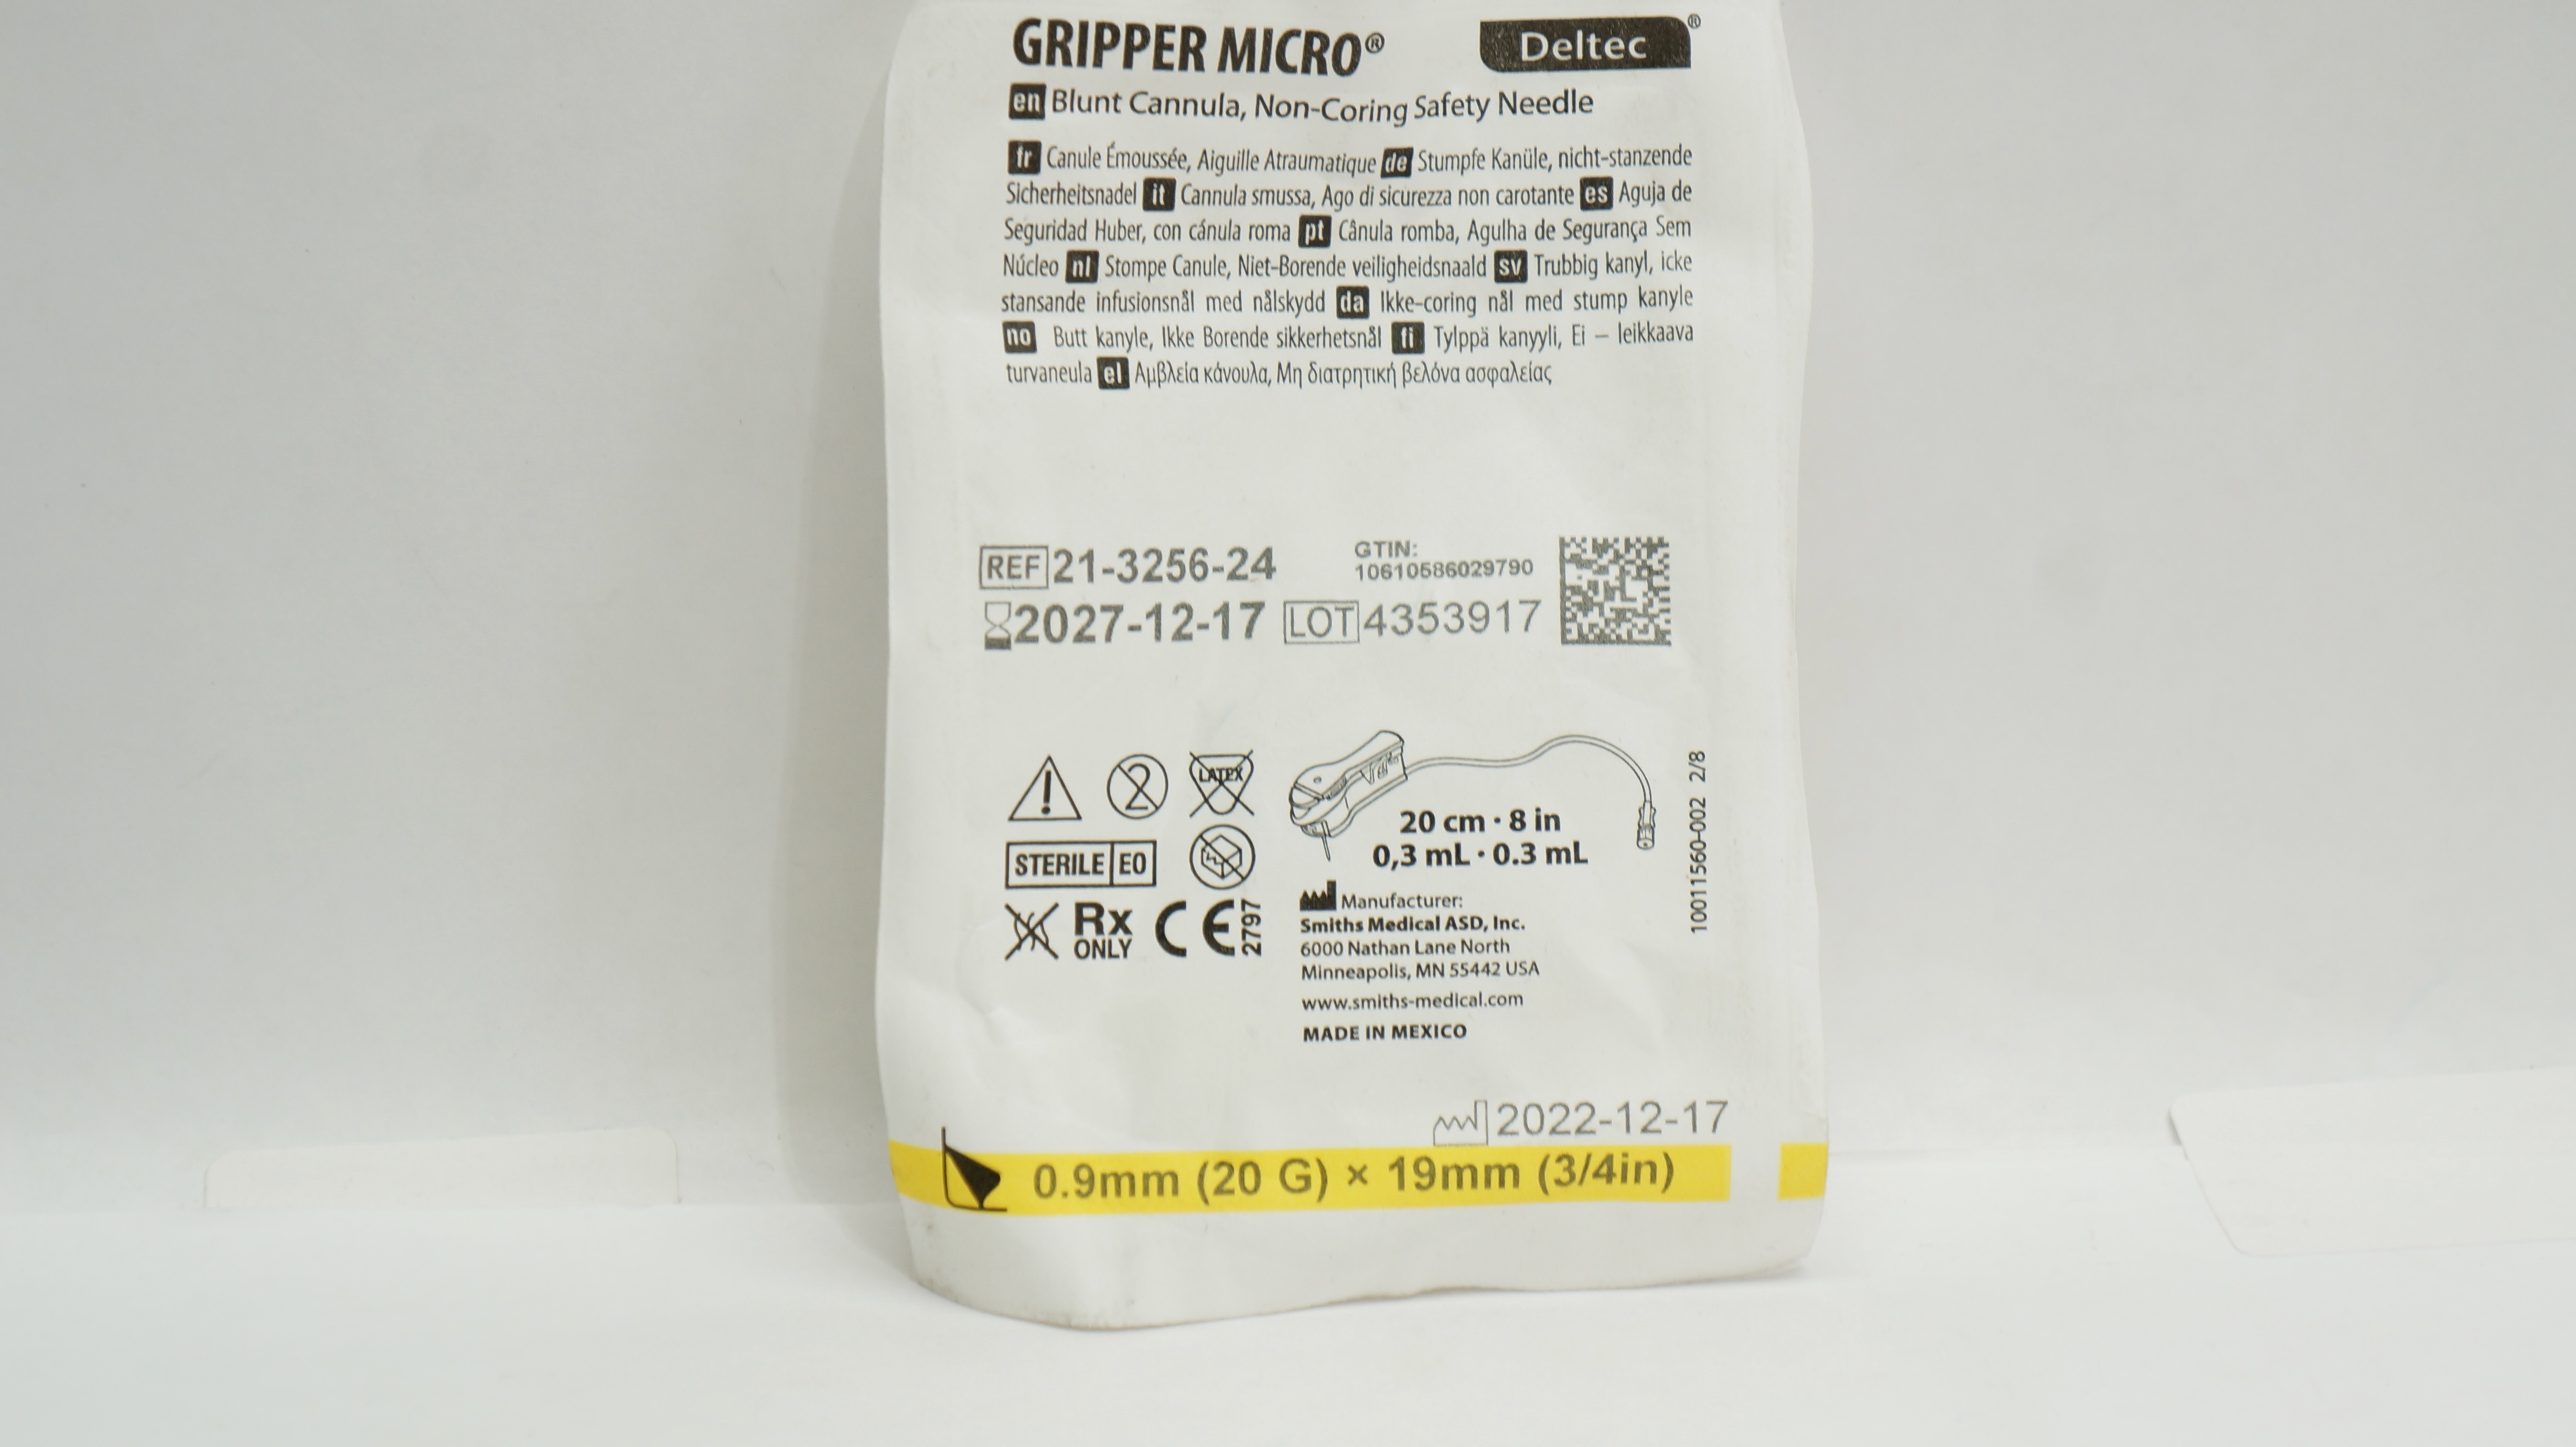 GRIPPER MICRO®
Deltec®
en Blunt Cannula, Non-Coring Safety Needle
fr Canule Émoussée, Aiguille Atraumatique de Stumpfe Kanüle, nicht-stanzende
Sicherheitsnadel it Cannula smussa, Ago di sicurezza non carotante es Aguja de
Seguridad Huber, con cánula roma pt Cânula romba, Agulha de Segurança Sem
Núcleo nl Stompe Canule, Niet-Borende veiligheidsnaald sv Trubbig kanyl, icke
stansande infusionsnål med nålskydd da Ikke-coring nål med stump kanyle
no Butt kanyle, Ikke Borende sikkerhetsnål fi Tylppä kanyyli, Ei – leikkaava
turvaneula el Αμβλεία κάνουλα, Μη διατρητική βελόνα ασφαλείας
REF 21-3256-24
GTIN:
10610586029790
2027-12-17 LOT 4353917
2
LATEX
20 cm · 8 in
0,3 mL · 0.3 mL
STERILE EO
Rx
ONLY
CE 2797
Manufacturer:
Smiths Medical ASD, Inc.
6000 Nathan Lane North
Minneapolis, MN 55442 USA
www.smiths-medical.com
MADE IN MEXICO
10011560-002 2/8
2022-12-17
0.9mm (20 G) × 19mm (3/4in)